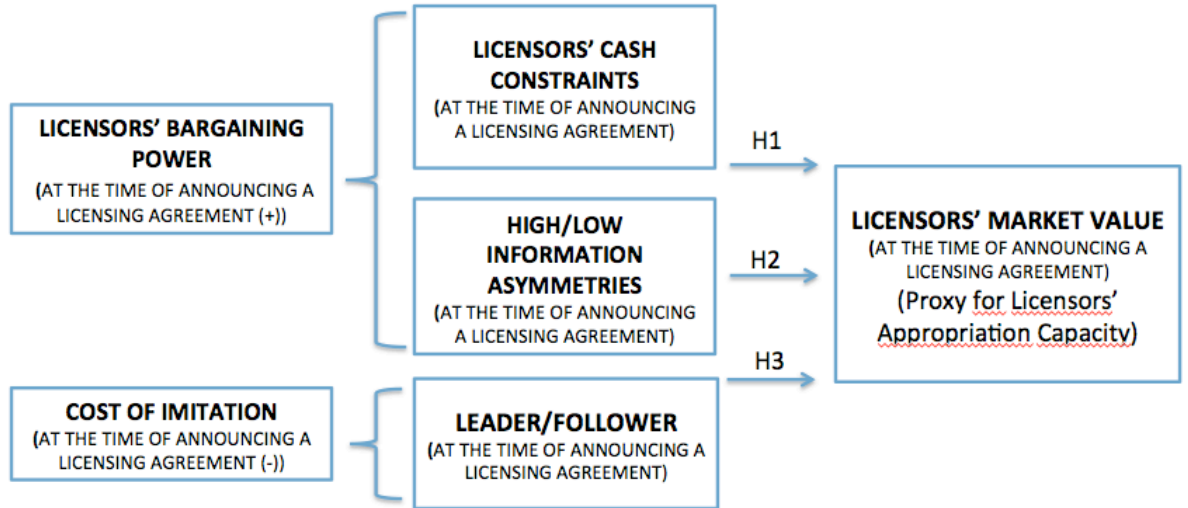 LICENSORS' BARGAINING
POWER
(AT THE TIME OF ANNOUNCING A
LICENSING AGREEMENT (+))
COST OF IMITATION
(AT THE TIME OF ANNOUNCING A
LICENSING AGREEMENT (-))
LICENSORS' CASH
CONSTRAINTS
(AT THE TIME OF ANNOUNCING
A LICENSING AGREEMENT)
HIGH/LOW
INFORMATION
ASYMMETRIES
(AT THE TIME OF ANNOUNCING
A LICENSING AGREEMENT)
LEADER/FOLLOWER
(AT THE TIME OF ANNOUNCING A
LICENSING AGREEMENT)
H1
H2
H3
LICENSORS' MARKET VALUE
(AT THE TIME OF ANNOUNCING A
LICENSING AGREEMENT)
(Proxy for Licensors'
Appropriation Capacity)